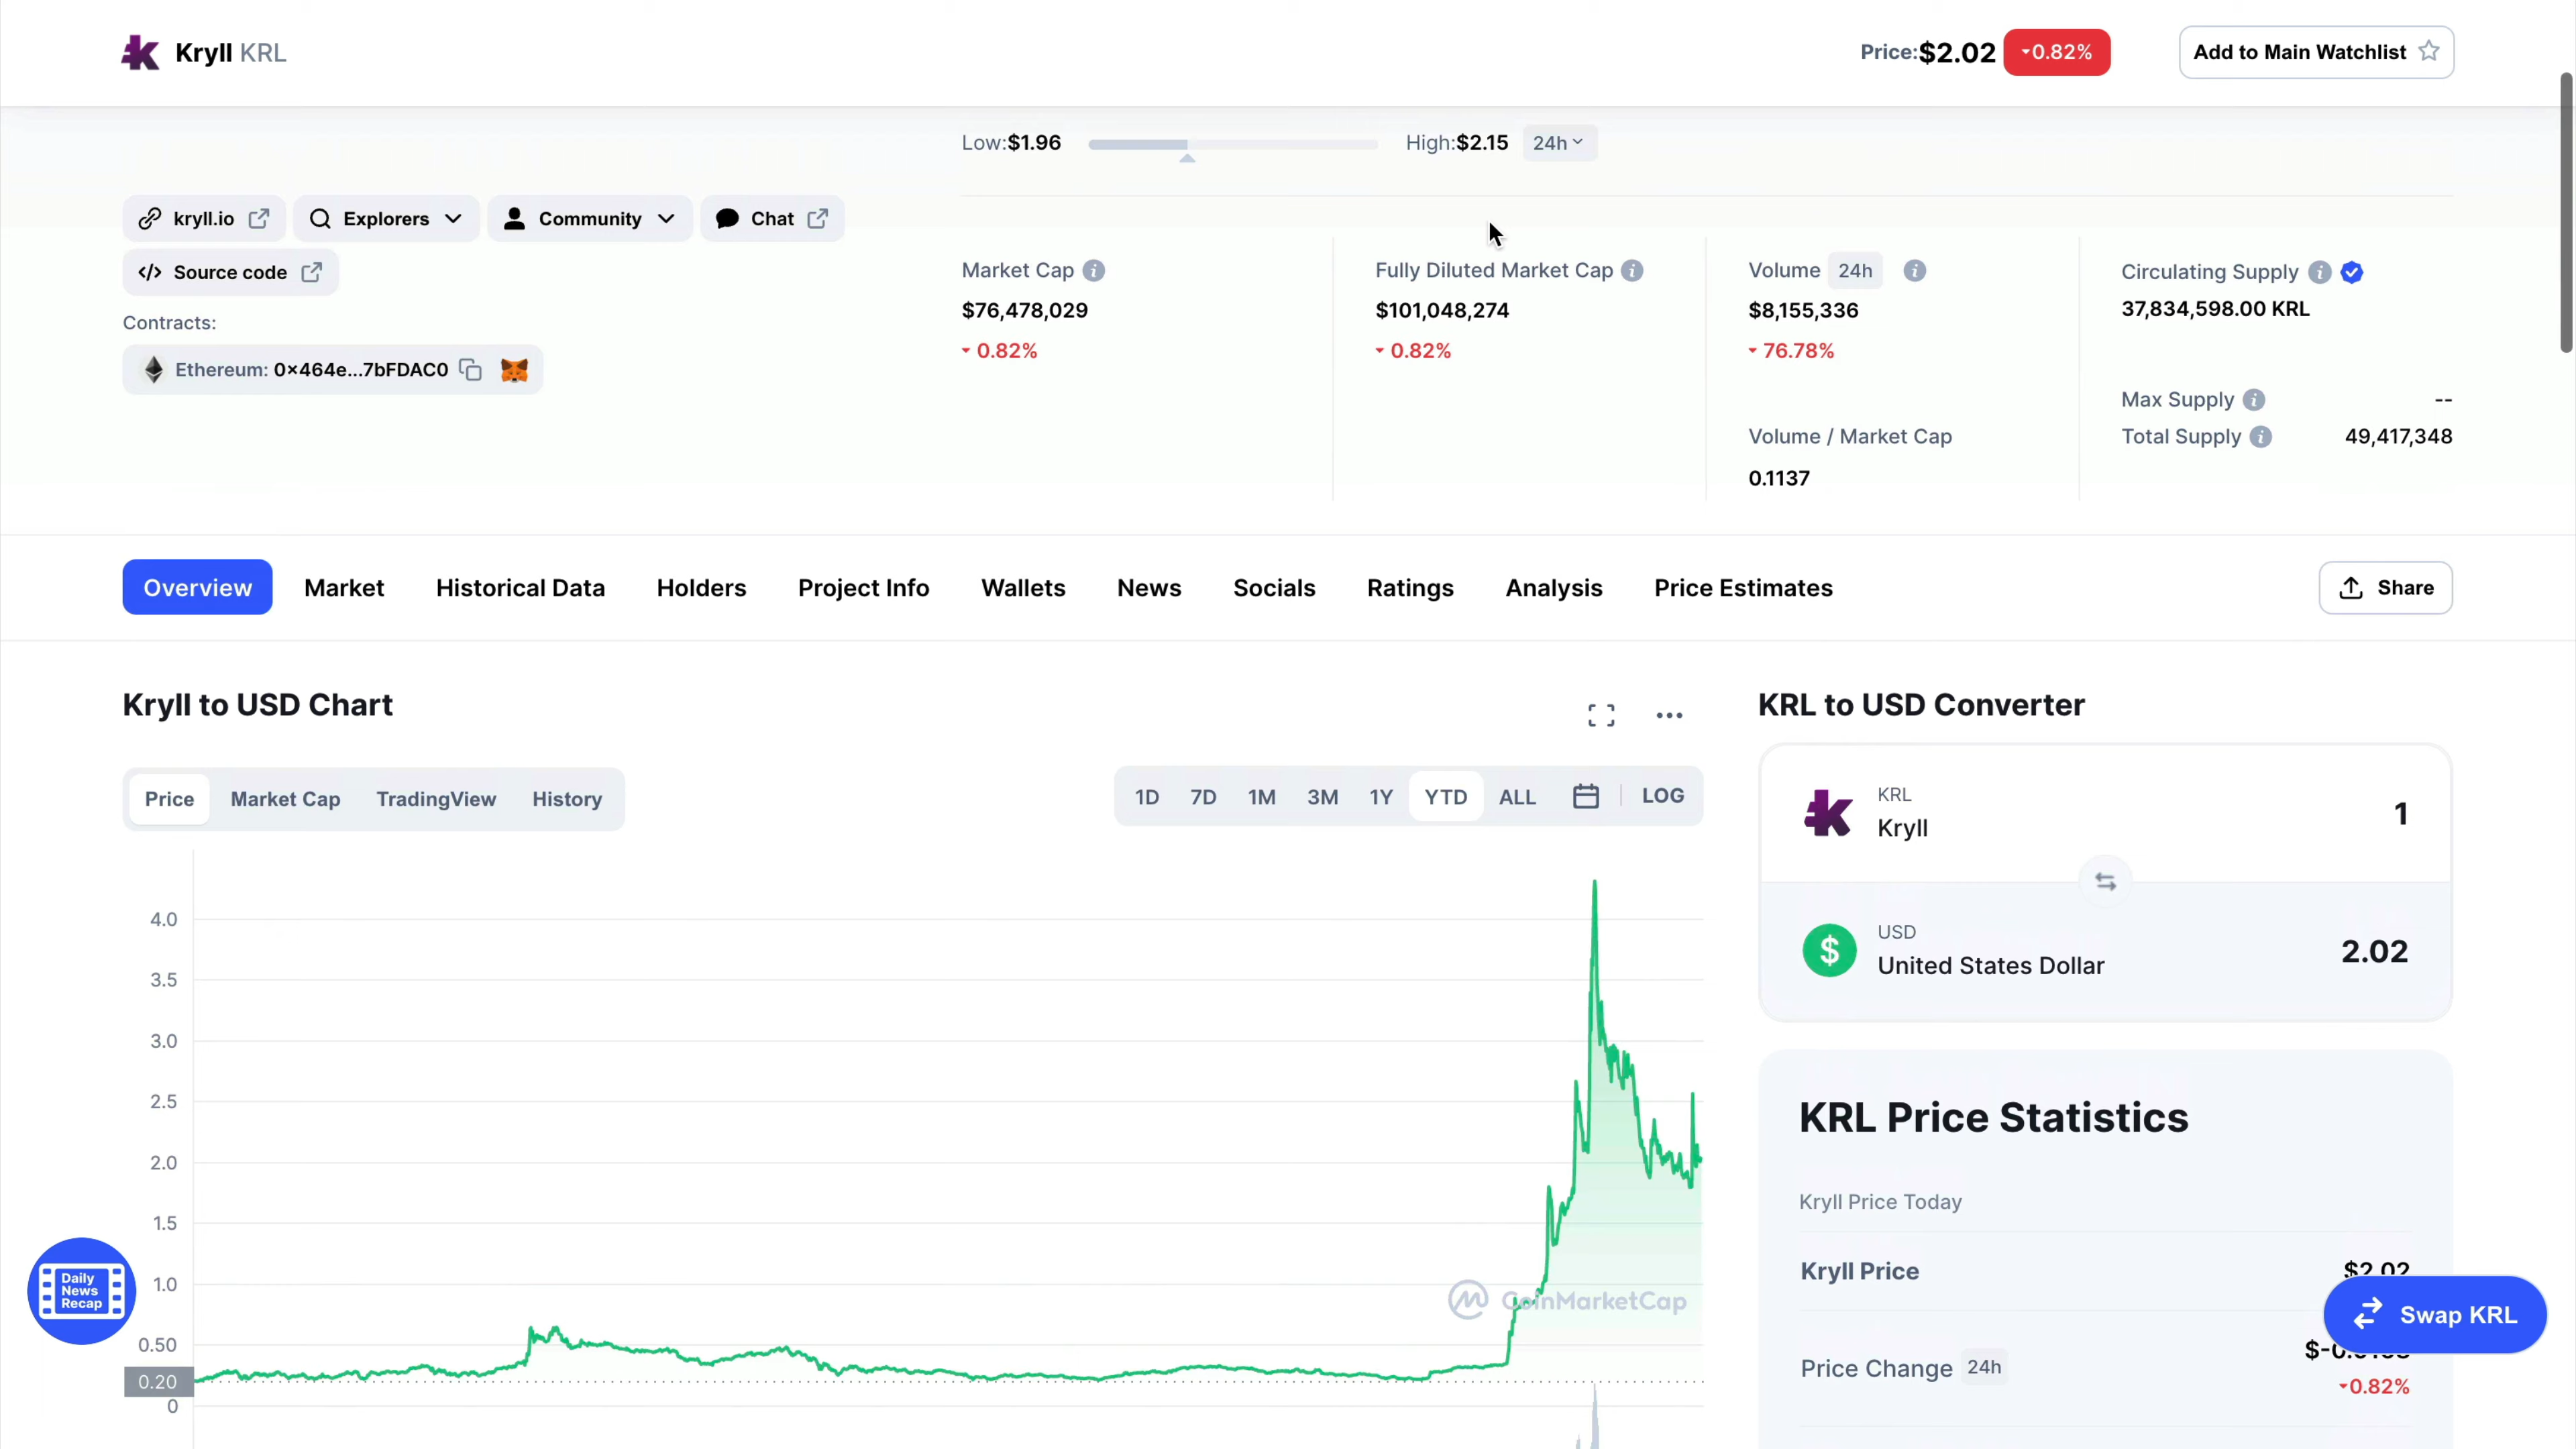 Kryll KRL
Price:$2.02 0.82%
Add to Main Watchlist
Low:$1.96
High:$2.15
24h
kryll.io
Explorers
Community
Chat
Source code
Contracts:
Ethereum: 0x464e...7bFDAC0
Market Cap
$76,478,029
0.82%
Fully Diluted Market Cap
$101,048,274
0.82%
Volume 24h
$8,155,336
76.78%
Volume / Market Cap
0.1137
Circulating Supply
37,834,598.00 KRL
Max Supply --
Total Supply 49,417,348
Overview Market Historical Data Holders Project Info Wallets News Socials Ratings Analysis Price Estimates
Share
Kryll to USD Chart
Price Market Cap TradingView History
1D 7D 1M 3M 1Y YTD ALL LOG
4.0
3.5
3.0
2.5
2.0
1.5
1.0
0.50
0.20
0
CoinMarketCap
Daily
News
Recap
KRL to USD Converter
KRL
Kryll
1
USD
United States Dollar
2.02
KRL Price Statistics
Kryll Price Today
Kryll Price
$2.02
Price Change 24h
0.82%
Swap KRL